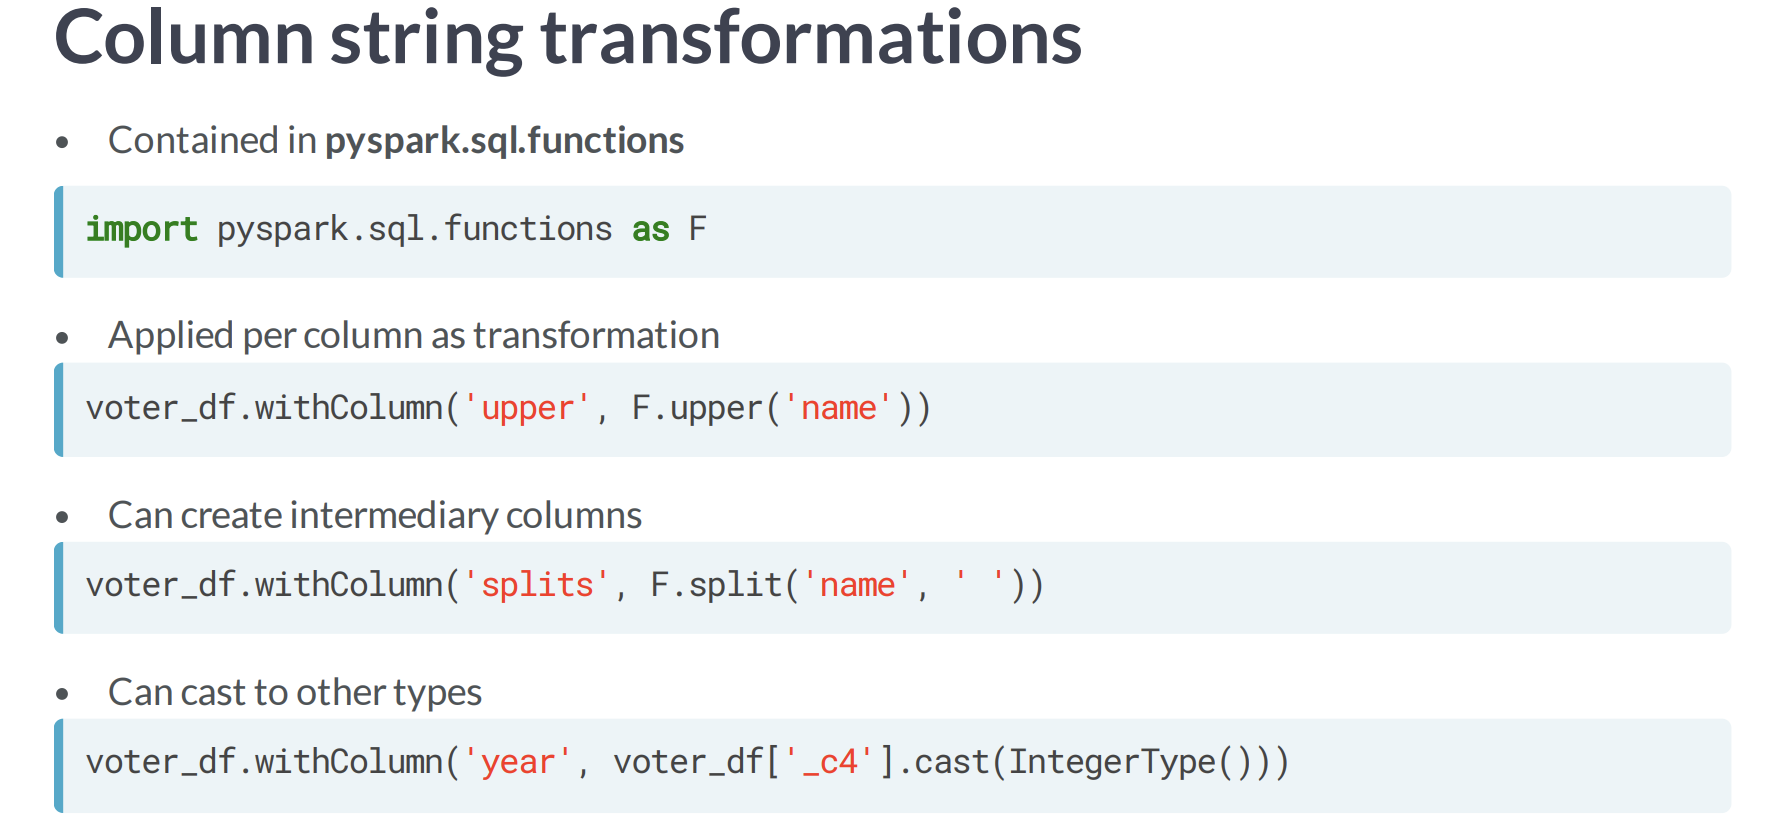 Column string transformations
• Contained in pyspark.sql.functions
import pyspark.sql.functions as F
• Applied per column as transformation
voter_df.withColumn('upper', F.upper('name'))
• Can create intermediary columns
voter_df.withColumn('splits', F.split('name', ' '))
• Can cast to other types
voter_df.withColumn('year', voter_df['_c4'].cast(IntegerType()))